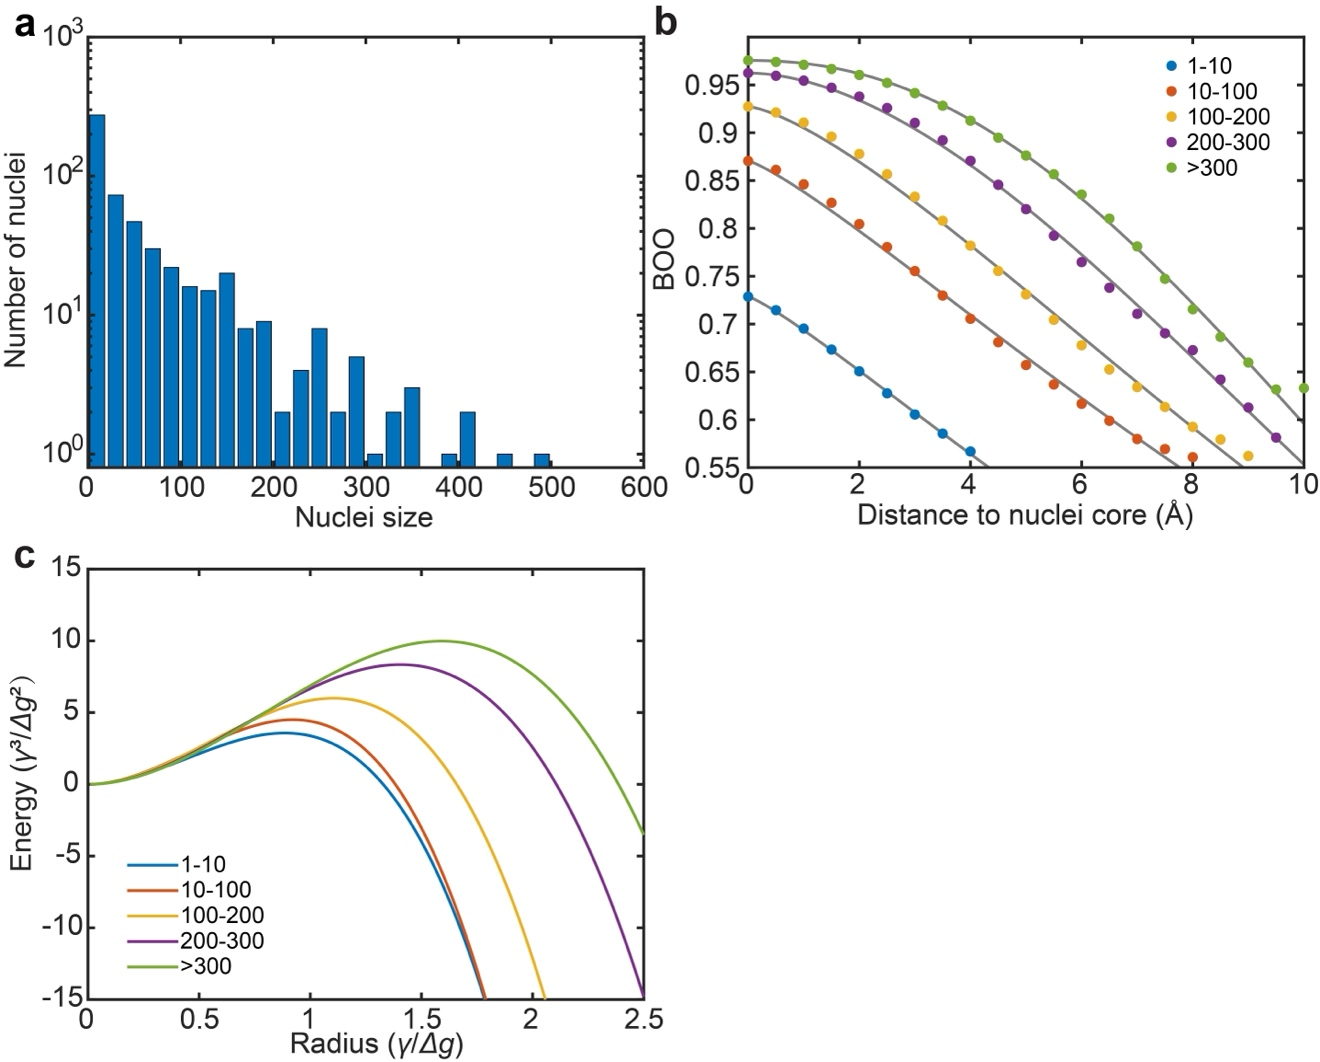 a
10³
10²
10¹
10⁰
Number of nuclei
0 100 200 300 400 500 600
Nuclei size
b
0.95
0.9
0.85
0.8
0.75
0.7
0.65
0.6
0.55
BOO
1-10
10-100
100-200
200-300
>300
0 2 4 6 8 10
Distance to nuclei core (Å)
c
15
10
5
0
-5
-10
-15
Energy (γ³/Δg²)
1-10
10-100
100-200
200-300
>300
0 0.5 1 1.5 2 2.5
Radius (γ/Δg)